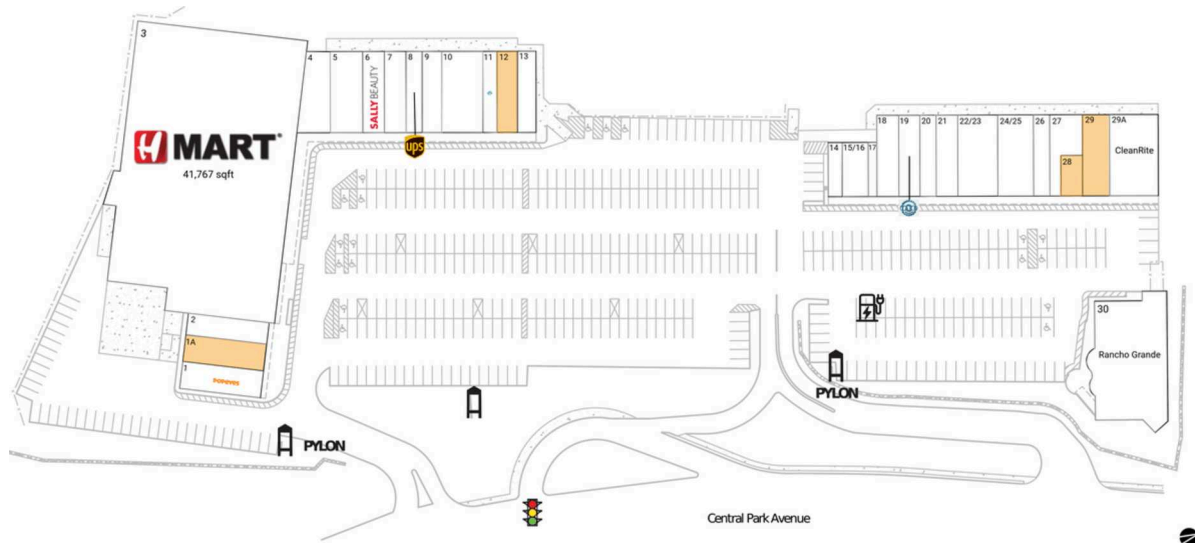 3
H MART
41,767 sqft
4
5
6
7
8
9
10
11
12
13
SALLY BEAUTY
ups
14
15/16
17
18
19
20
21
22/23
24/25
26
27
28
29
29A
CleanRite
2
1A
1
POPEYES
30
Rancho Grande
PYLON
PYLON
Central Park Avenue